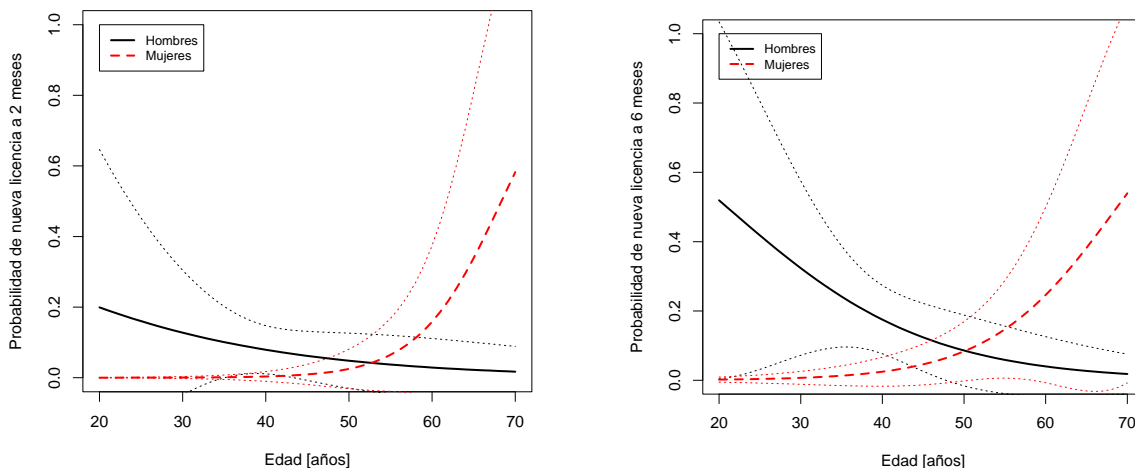 Probabilidad de nueva licencia a 2 meses
1.0
0.8
0.6
0.4
0.2
0.0
Hombres
Mujeres
20 30 40 50 60 70
Edad [años]
Probabilidad de nueva licencia a 6 meses
1.0
0.8
0.6
0.4
0.2
0.0
Hombres
Mujeres
20 30 40 50 60 70
Edad [años]